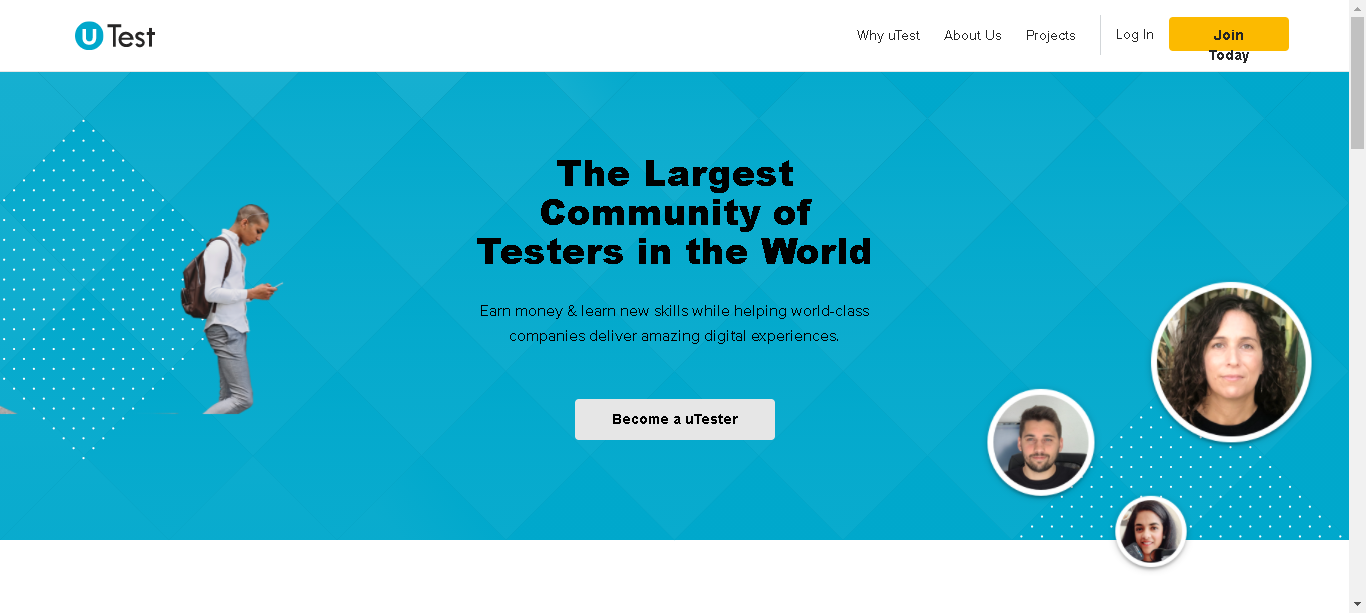 uTest
Why uTest
About Us
Projects
Log In
Join
Today
The Largest
Community of
Testers in the World
Earn money & learn new skills while helping world-class
companies deliver amazing digital experiences.
Become a uTester